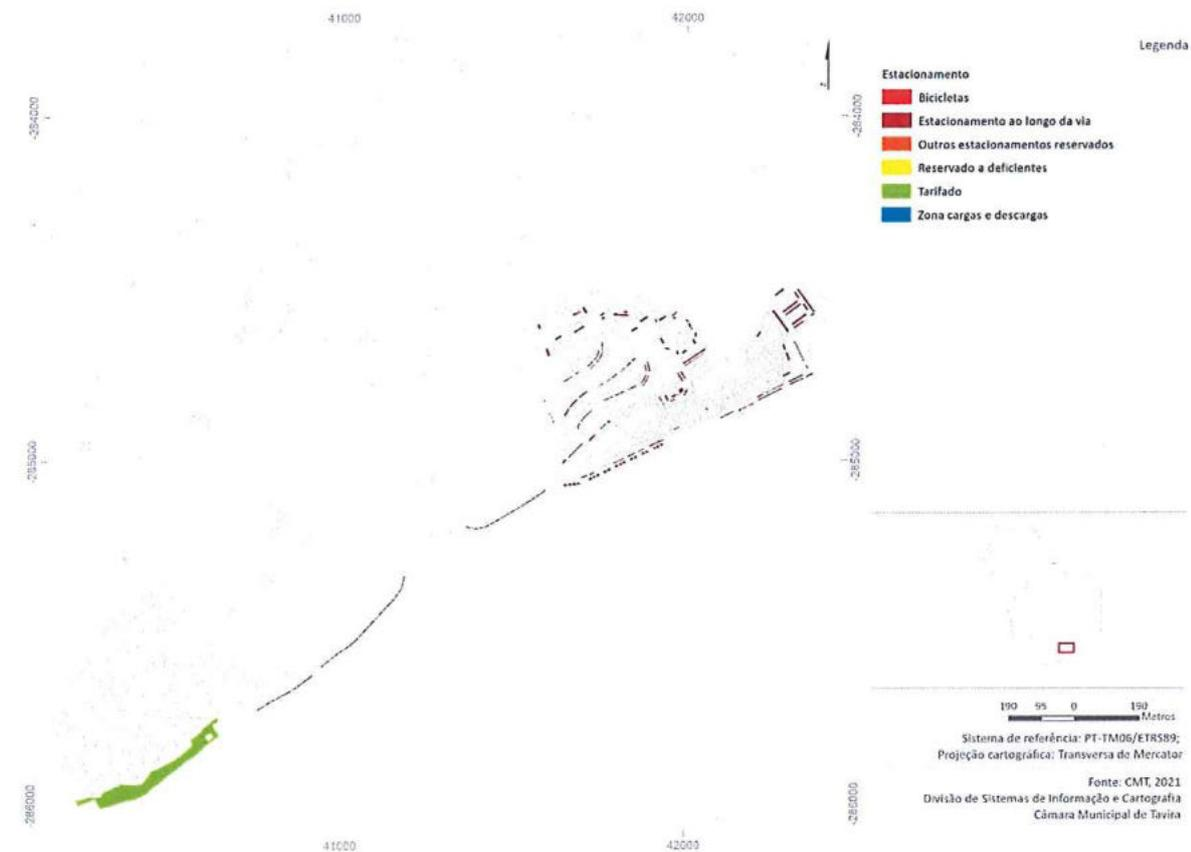 41000
42000
Legenda
-284000
-284000
Estacionamento
Bicicletas
Estacionamento ao longo da via
Outros estacionamentos reservados
Reservado a deficientes
Tarifado
Zona cargas e descargas
-285000
-285000
190 95 0 190
Metros
Sistema de referência: PT-TM06/ETRS89;
Projeção cartográfica: Transversa de Mercator
Fonte: CMT, 2021
Divisão de Sistemas de Informação e Cartografia
Câmara Municipal de Tavira
-286000
-286000
41000
42000